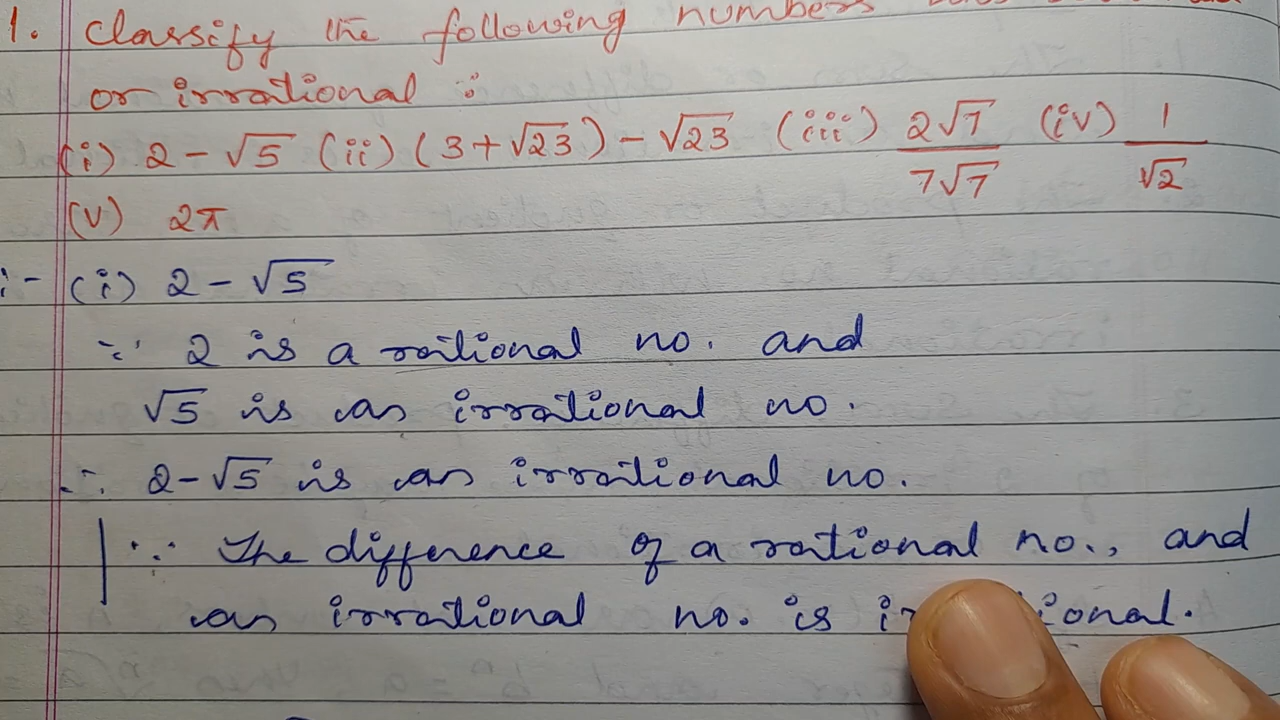 1. Classify the following numbers
or irrational :
(i) 2 - √5 (ii) (3+√23) - √23 (iii) 2√7/7√7 (iv) 1/√2
(v) 2π
:- (i) 2 - √5
∵ 2 is a rational no. and
√5 is an irrational no.
∴ 2-√5 is an irrational no.
∵ The difference of a rational no., and
an irrational no. is